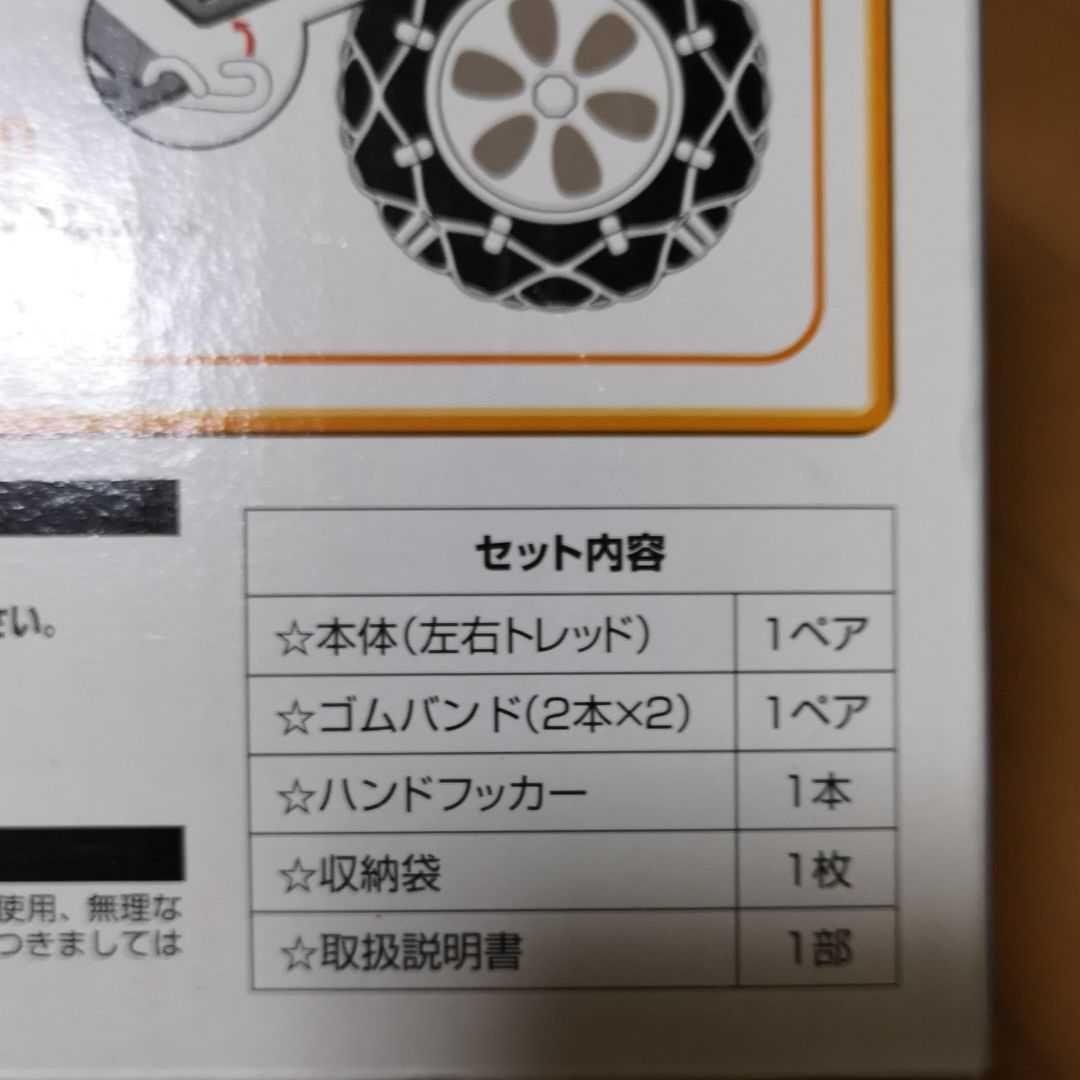 さい。
セット内容
☆本体(左右トレッド) 1ペア
☆ゴムバンド(2本×2) 1ペア
☆ハンドフッカー 1本
☆収納袋 1枚
☆取扱説明書 1部
使用、無理な
つきましては